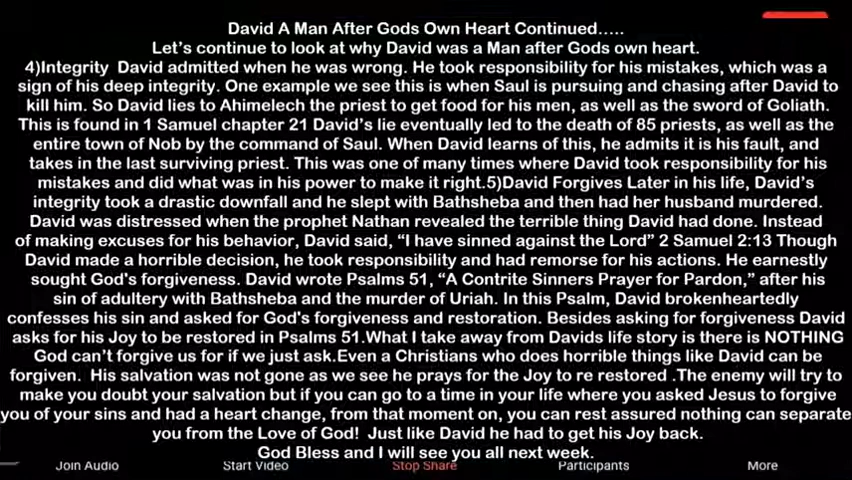 David A Man After Gods Own Heart Continued.....
Let's continue to look at why David was a Man after Gods own heart.
4)Integrity  David admitted when he was wrong. He took responsibility for his mistakes, which was a
sign of his deep integrity. One example we see this is when Saul is pursuing and chasing after David to
kill him. So David lies to Ahimelech the priest to get food for his men, as well as the sword of Goliath.
This is found in 1 Samuel chapter 21 David's lie eventually led to the death of 85 priests, as well as the
entire town of Nob by the command of Saul. When David learns of this, he admits it is his fault, and
takes in the last surviving priest. This was one of many times where David took responsibility for his
mistakes and did what was in his power to make it right.5)David Forgives Later in his life, David's
integrity took a drastic downfall and he slept with Bathsheba and then had her husband murdered.
David was distressed when the prophet Nathan revealed the terrible thing David had done. Instead
of making excuses for his behavior, David said, “I have sinned against the Lord” 2 Samuel 2:13 Though
David made a horrible decision, he took responsibility and had remorse for his actions. He earnestly
sought God's forgiveness. David wrote Psalms 51, “A Contrite Sinners Prayer for Pardon,” after his
sin of adultery with Bathsheba and the murder of Uriah. In this Psalm, David brokenheartedly
confesses his sin and asked for God's forgiveness and restoration. Besides asking for forgiveness David
asks for his Joy to be restored in Psalms 51.What I take away from Davids life story is there is NOTHING
God can't forgive us for if we just ask.Even a Christians who does horrible things like David can be
forgiven.  His salvation was not gone as we see he prays for the Joy to re restored .The enemy will try to
make you doubt your salvation but if you can go to a time in your life where you asked Jesus to forgive
you of your sins and had a heart change, from that moment on, you can rest assured nothing can separate
you from the Love of God!  Just like David he had to get his Joy back.
God Bless and I will see you all next week.
Join Audio Start Video Stop Share Participants More